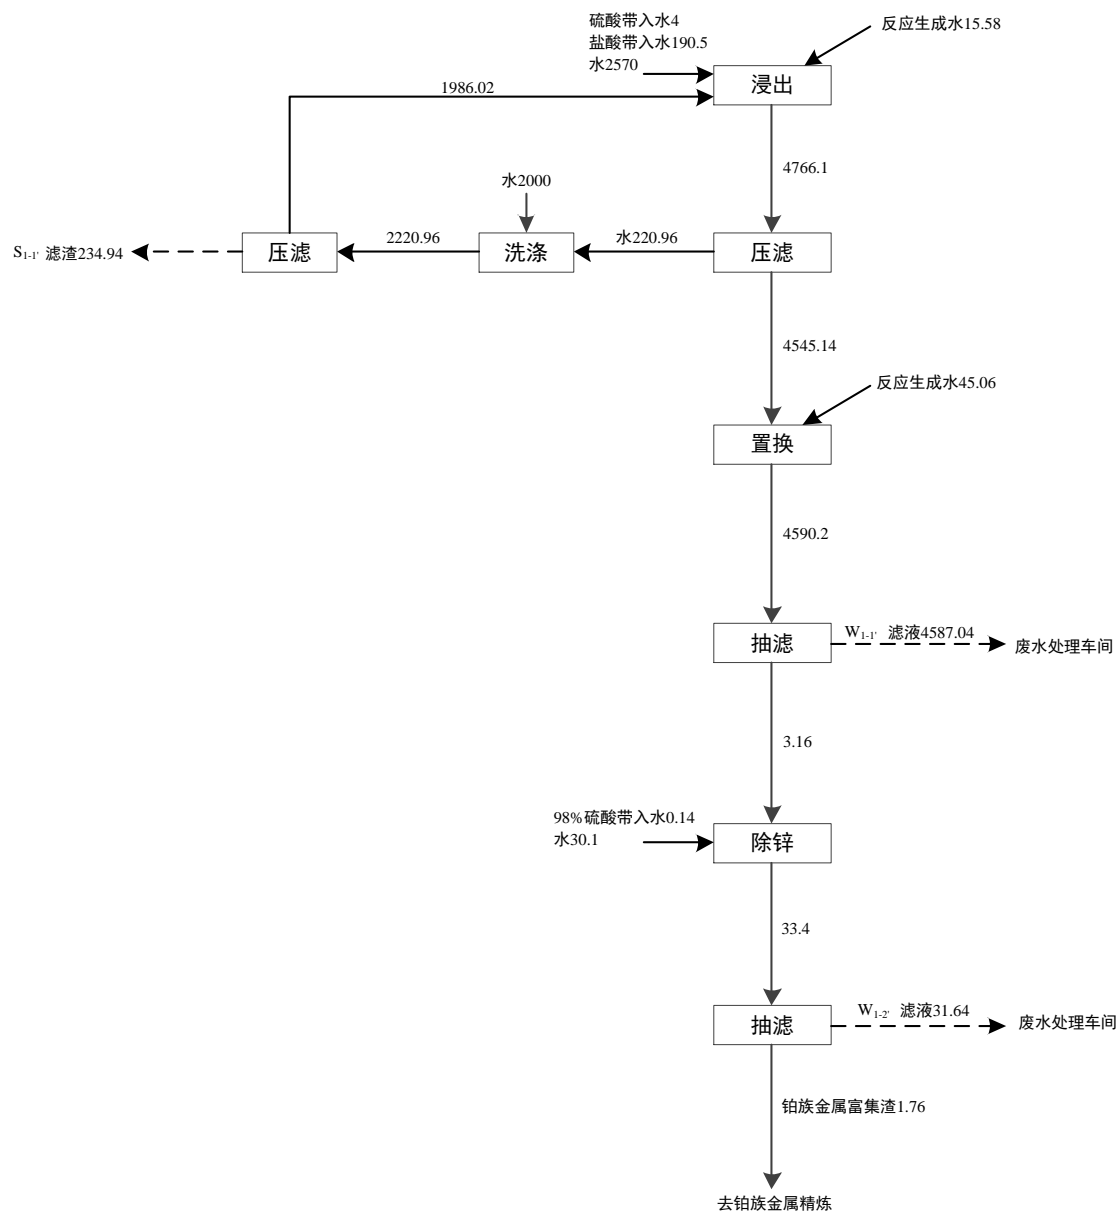 硫酸带入水4
盐酸带入水190.5
水2570
反应生成水15.58
浸出
1986.02
4766.1
水2000
S1-1' 滤渣234.94
压滤
2220.96
洗涤
水220.96
压滤
4545.14
反应生成水45.06
置换
4590.2
抽滤
W1-1' 滤液4587.04
废水处理车间
3.16
98%硫酸带入水0.14
水30.1
除锌
33.4
抽滤
W1-2' 滤液31.64
废水处理车间
铂族金属富集渣1.76
去铂族金属精炼